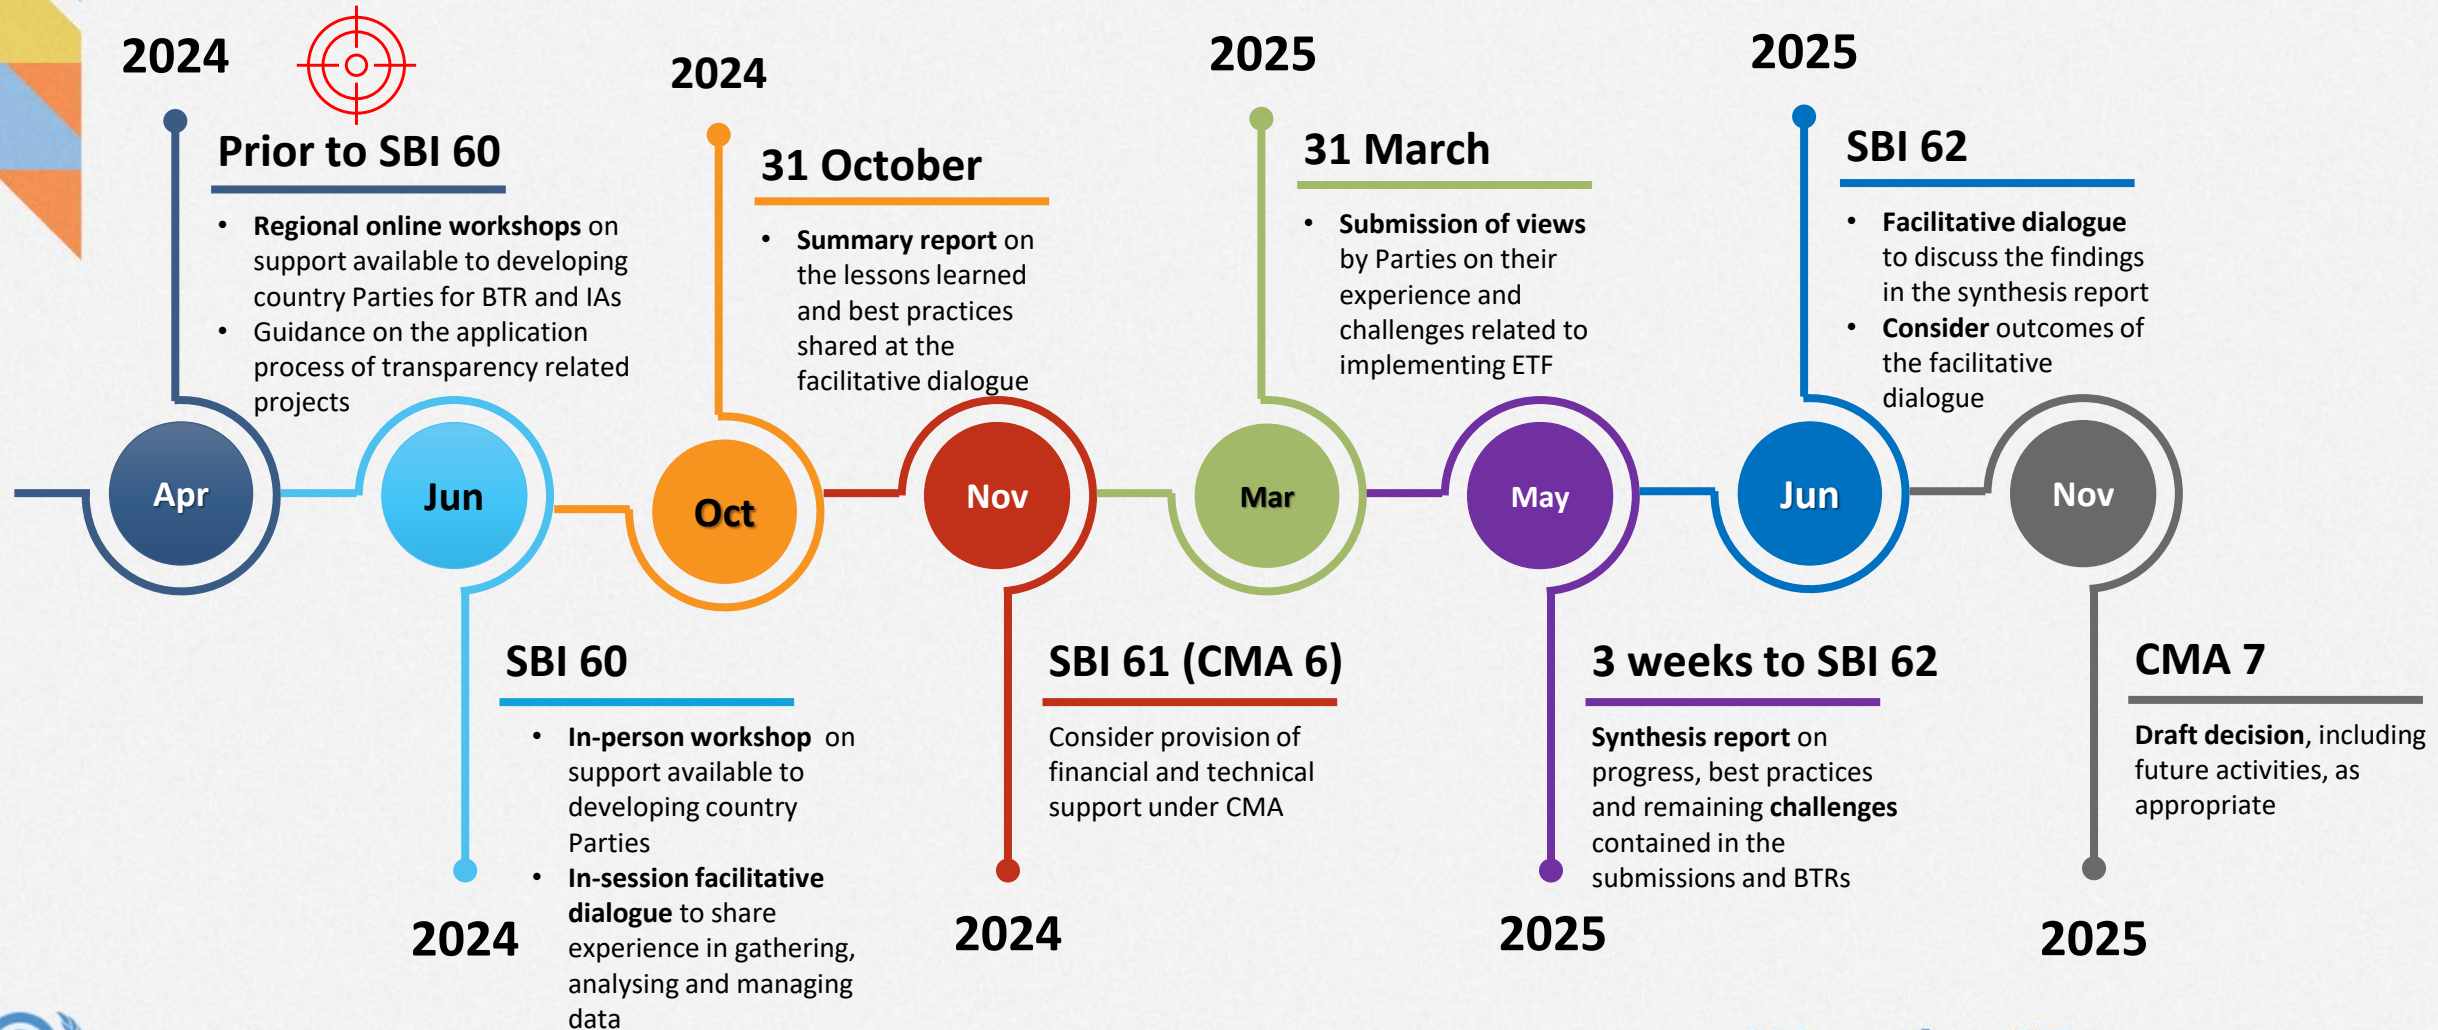 2024
Prior to SBI 60
• Regional online workshops on
support available to developing
country Parties for BTR and IAs
• Guidance on the application
process of transparency related
projects
Apr
Jun
SBI 60
• In-person workshop on
support available to
developing country
Parties
• In-session facilitative
dialogue to share
experience in gathering,
analysing and managing
data
2024
2024
31 October
• Summary report on
the lessons learned
and best practices
shared at the
facilitative dialogue
Oct
Nov
SBI 61 (CMA 6)
Consider provision of
financial and technical
support under CMA
2024
2025
31 March
• Submission of views
by Parties on their
experience and
challenges related to
implementing ETF
Mar
May
3 weeks to SBI 62
Synthesis report on
progress, best practices
and remaining challenges
contained in the
submissions and BTRs
2025
2025
SBI 62
• Facilitative dialogue
to discuss the findings
in the synthesis report
• Consider outcomes of
the facilitative
dialogue
Jun
Nov
CMA 7
Draft decision, including
future activities, as
appropriate
2025